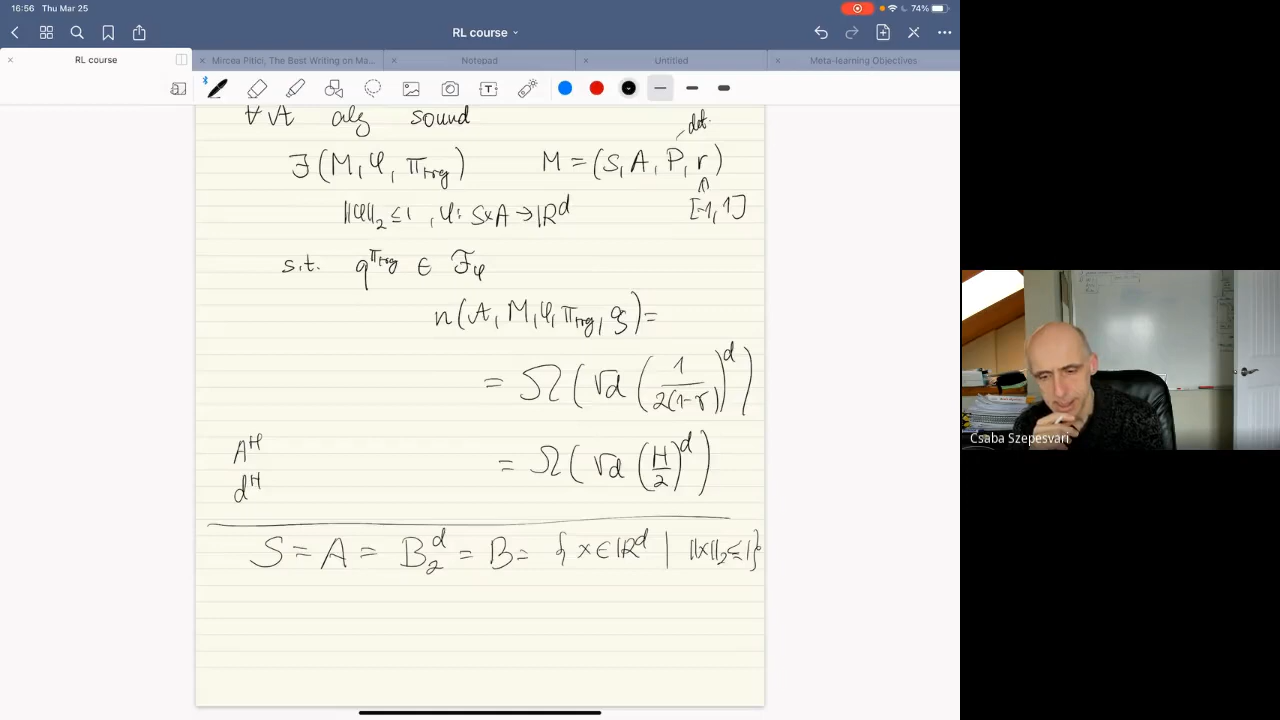 16:56 Thu Mar 25
74%
RL course
RL course
Mircea Pitici, The Best Writing on Ma...
Notepad
Untitled
Meta-learning Objectives
∀ A alg sound
det.
∃ (M, φ, π_trg) M = (S, A, P, r)
‖φ‖₂ ≤ 1, φ: S×A → ℝ^d [-1, 1]
s.t. q^{π_trg} ∈ F_φ
n(A, M, φ, π_trg, ξ) =
= Ω(√d (1/(2(1-γ)))^d)
A^H = Ω(√d (H/2)^d)
d^H
S = A = B₂^d = B = {x ∈ ℝ^d | ‖x‖₂ ≤ 1}
Csaba Szepesvari